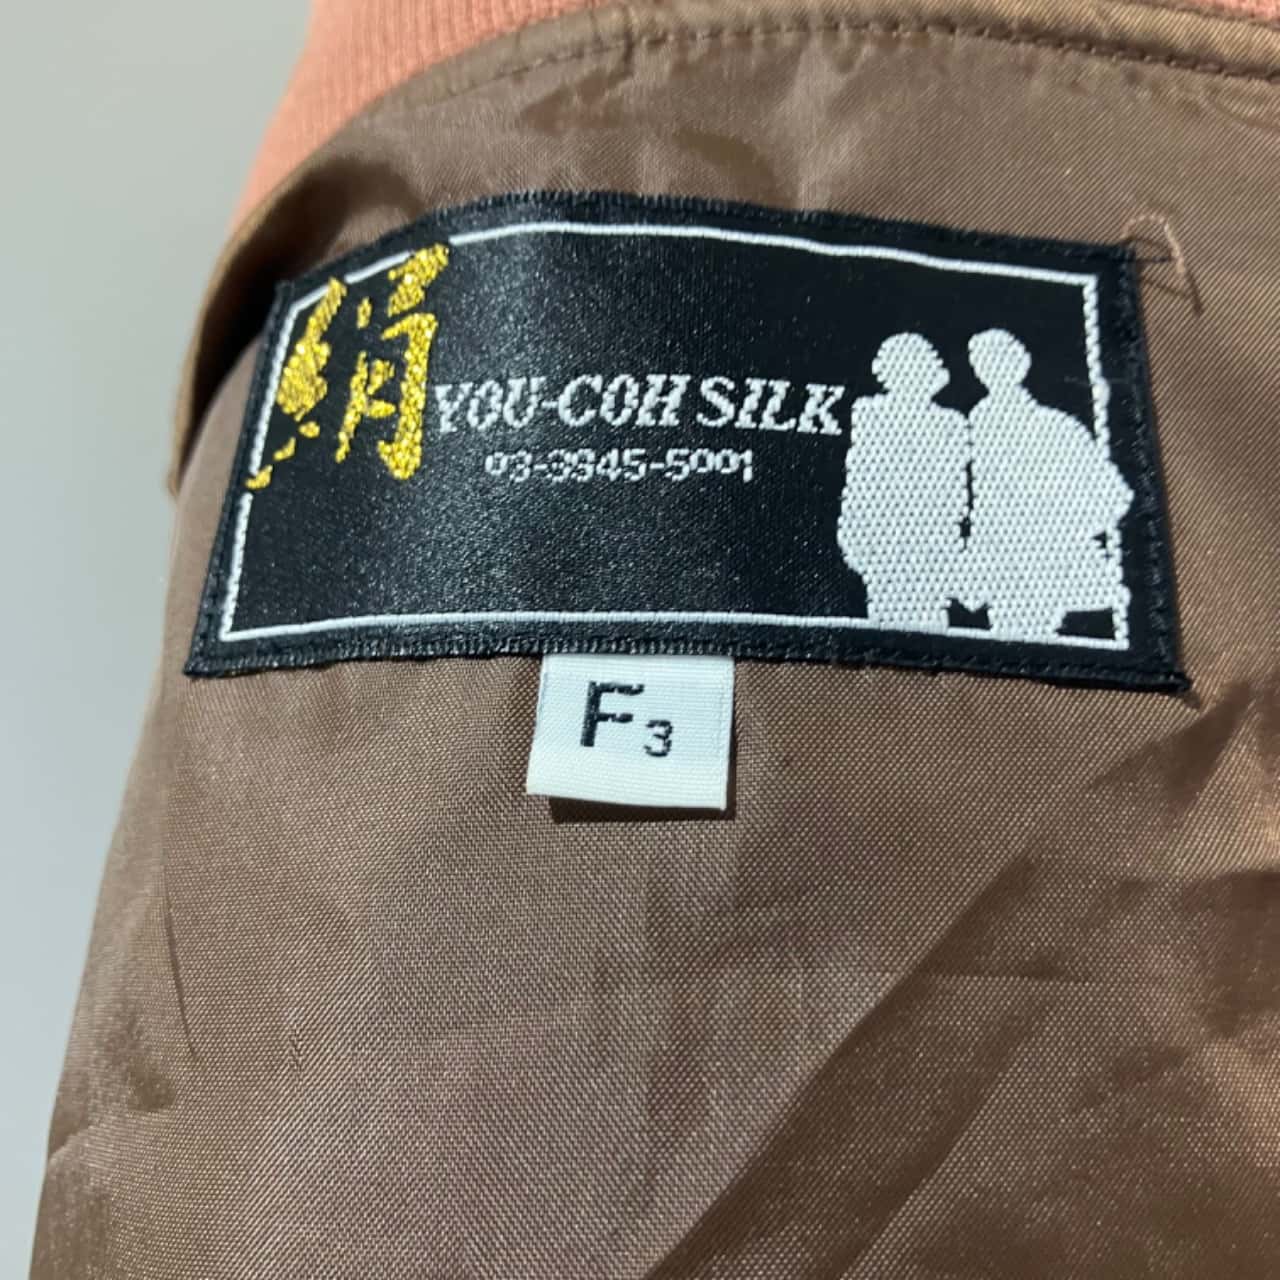 絹
YOU-COH SILK
03-3945-5001
F3